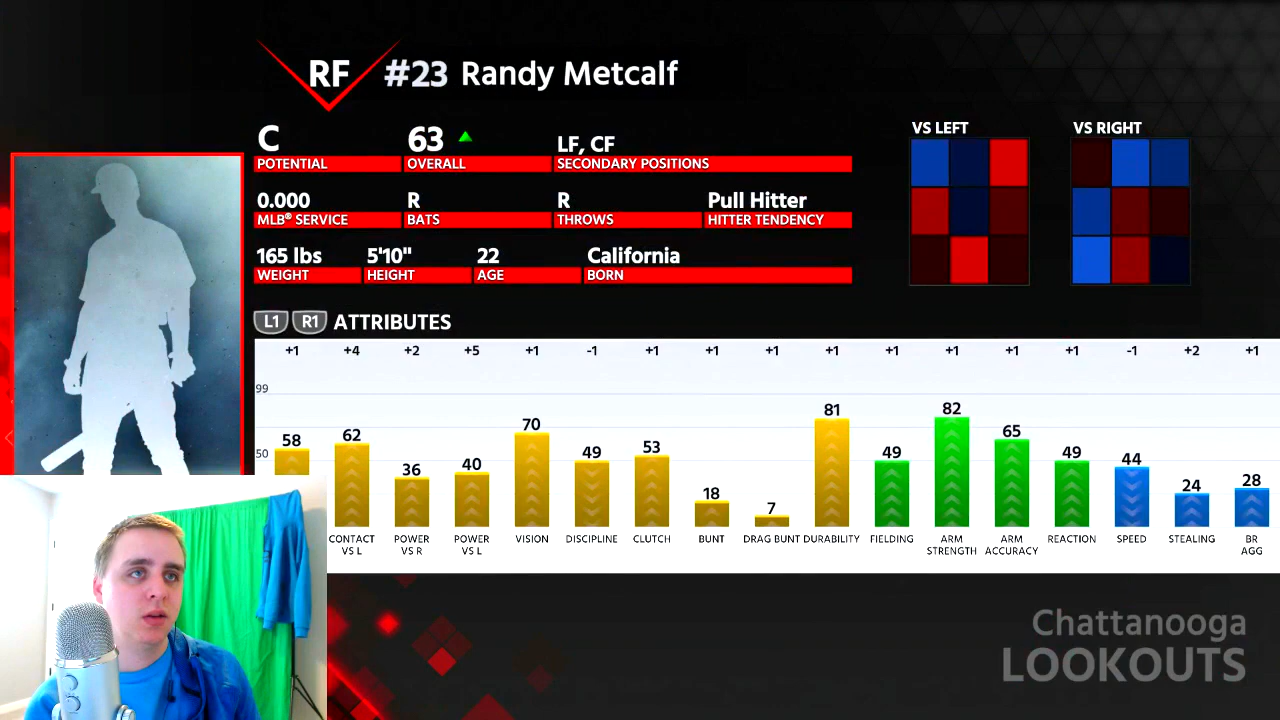 RF #23 Randy Metcalf
C 63 LF, CF
POTENTIAL OVERALL SECONDARY POSITIONS
0.000 R R Pull Hitter
MLB® SERVICE BATS THROWS HITTER TENDENCY
165 lbs 5'10" 22 California
WEIGHT HEIGHT AGE BORN
VS LEFT VS RIGHT
L1 R1 ATTRIBUTES
+1 +4 +2 +5 +1 -1 +1 +1 +1 +1 +1 +1 +1 +1 -1 +2 +1
99
50
58 62 36 40 70 49 53 18 7 81 49 82 65 49 44 24 28
CONTACT VS L POWER VS R POWER VS L VISION DISCIPLINE CLUTCH BUNT DRAG BUNT DURABILITY FIELDING ARM STRENGTH ARM ACCURACY REACTION SPEED STEALING BR AGG
Chattanooga
LOOKOUTS